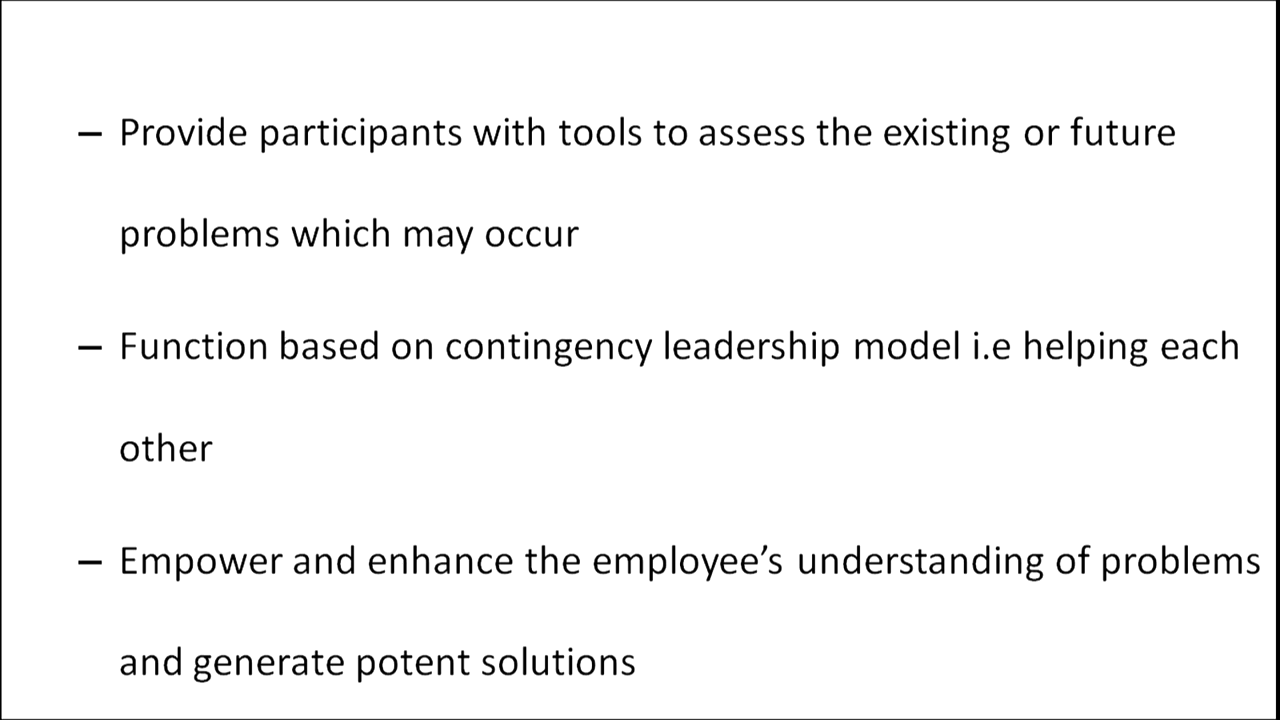 – Provide participants with tools to assess the existing or future
problems which may occur
– Function based on contingency leadership model i.e helping each
other
– Empower and enhance the employee’s understanding of problems
and generate potent solutions